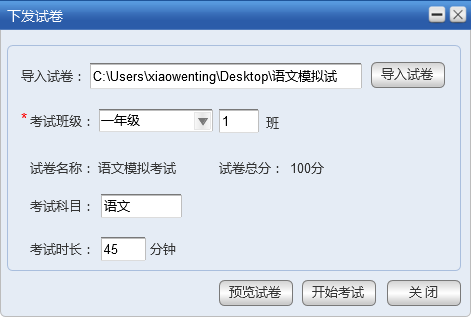 下发试卷
导入试卷： C:\Users\xiaowenting\Desktop\语文模拟试 导入试卷
* 考试班级： 一年级 1 班
试卷名称： 语文模拟考试 试卷总分： 100分
考试科目： 语文
考试时长： 45 分钟
预览试卷 开始考试 关 闭